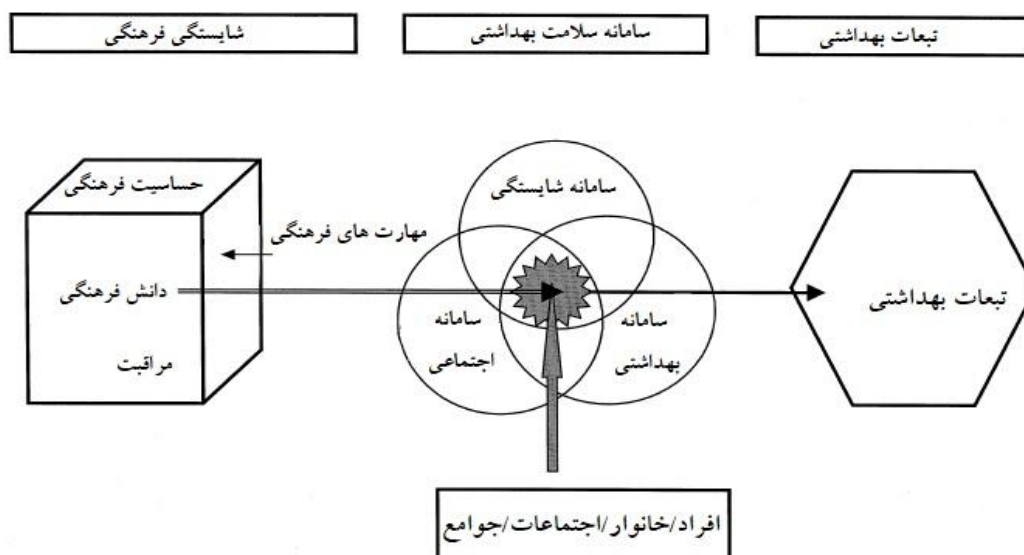 شایستگی فرهنگی
سامانه سلامت بهداشتی
تبعات بهداشتی
حساسیت فرهنگی
مهارت های فرهنگی
دانش فرهنگی
مراقبت
سامانه شایستگی
سامانه
اجتماعی
سامانه
بهداشتی
تبعات بهداشتی
افراد/خانوار/اجتماعات/جوامع